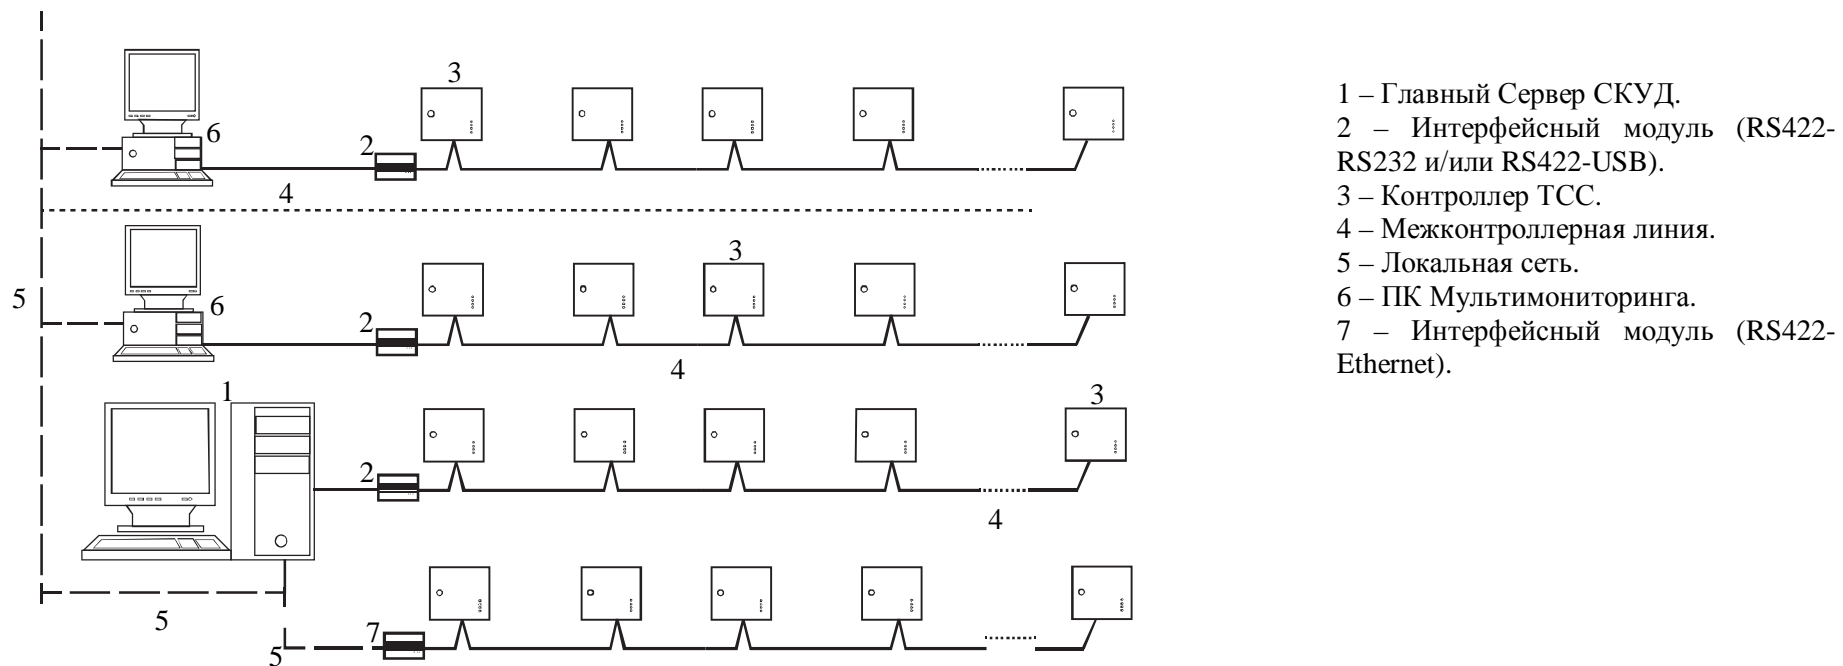 3
6
2
4
3
6
5
2
4
1
3
2
4
5
7
5
1 – Главный Сервер СКУД.
2 – Интерфейсный модуль (RS422-
RS232 и/или RS422-USB).
3 – Контроллер ТСС.
4 – Межконтроллерная линия.
5 – Локальная сеть.
6 – ПК Мультимониторинга.
7 – Интерфейсный модуль (RS422-
Ethernet).